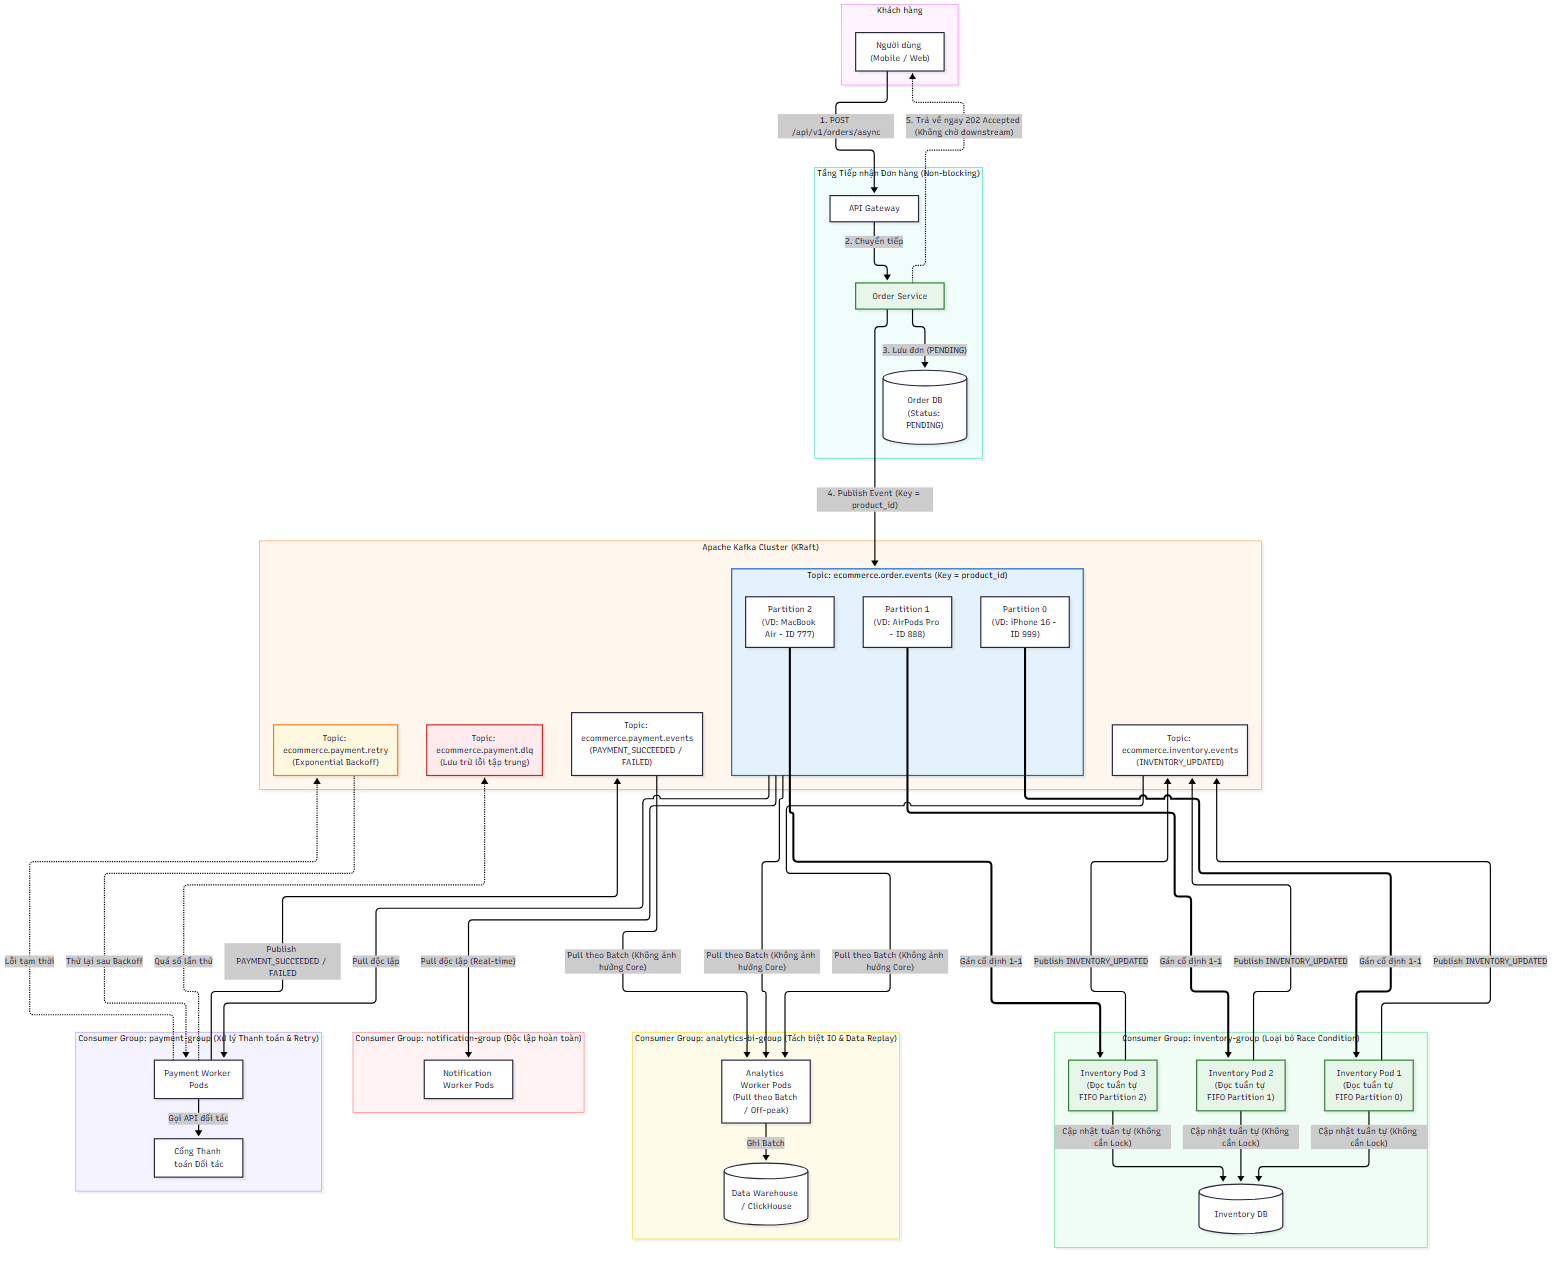 Khách hàng
Người dùng
(Mobile / Web)
1. POST
/api/v1/orders/async
5. Trả về ngay 202 Accepted
(Không chờ downstream)
Tầng Tiếp nhận Đơn hàng (Non-blocking)
API Gateway
2. Chuyển tiếp
Order Service
3. Lưu đơn (PENDING)
Order DB
(Status:
PENDING)
4. Publish Event (Key =
product_id)
Apache Kafka Cluster (KRaft)
Topic: ecommerce.order.events (Key = product_id)
Partition 2
(VD: MacBook
Air - ID 777)
Partition 1
(VD: AirPods Pro
- ID 888)
Partition 0
(VD: iPhone 16 -
ID 999)
Topic:
ecommerce.payment.retry
(Exponential Backoff)
Topic:
ecommerce.payment.dlq
(Lưu trữ lỗi tập trung)
Topic:
ecommerce.payment.events
(PAYMENT_SUCCEEDED /
FAILED)
Topic:
ecommerce.inventory.events
(INVENTORY_UPDATED)
Lỗi tạm thời
Thử lại sau Backoff
Quá số lần thử
Publish
PAYMENT_SUCCEEDED /
FAILED
Pull độc lập
Pull độc lập (Real-time)
Pull theo Batch (Không ảnh
hưởng Core)
Pull theo Batch (Không ảnh
hưởng Core)
Pull theo Batch (Không ảnh
hưởng Core)
Gán cố định 1-1
Publish INVENTORY_UPDATED
Gán cố định 1-1
Publish INVENTORY_UPDATED
Gán cố định 1-1
Publish INVENTORY_UPDATED
Consumer Group: payment-group (Xử lý Thanh toán & Retry)
Payment Worker
Pods
Gọi API đối tác
Cổng Thanh
toán Đối tác
Consumer Group: notification-group (Độc lập hoàn toàn)
Notification
Worker Pods
Consumer Group: analytics-bi-group (Tách biệt IO & Data Replay)
Analytics
Worker Pods
(Pull theo Batch
/ Off-peak)
Ghi Batch
Data Warehouse
/ ClickHouse
Consumer Group: inventory-group (Loại bỏ Race Condition)
Inventory Pod 3
(Đọc tuần tự
FIFO Partition 2)
Inventory Pod 2
(Đọc tuần tự
FIFO Partition 1)
Inventory Pod 1
(Đọc tuần tự
FIFO Partition 0)
Cập nhật tuần tự (Không
cần Lock)
Cập nhật tuần tự (Không
cần Lock)
Cập nhật tuần tự (Không
cần Lock)
Inventory DB